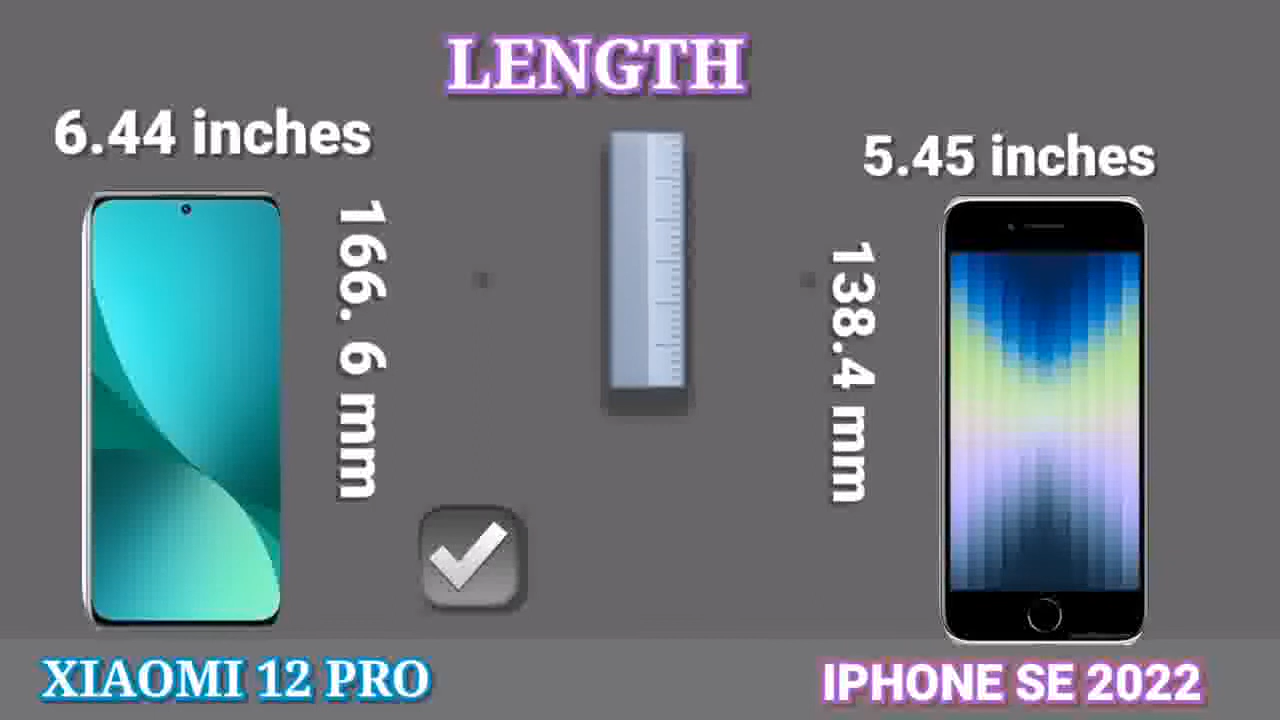 LENGTH
6.44 inches
5.45 inches
166. 6 mm
138.4 mm
XIAOMI 12 PRO
IPHONE SE 2022